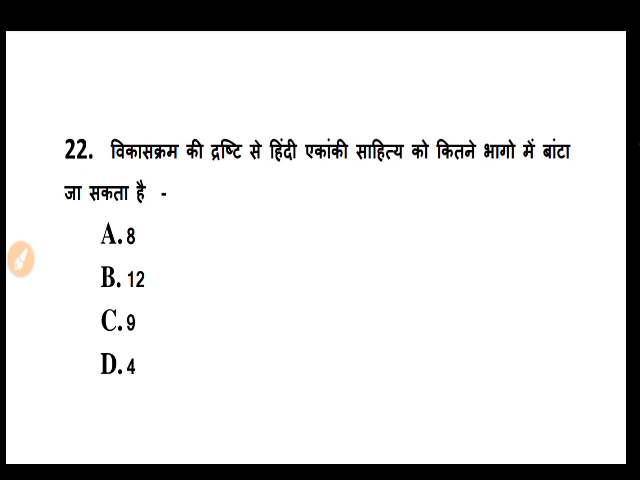 22. विकासक्रम की द्रष्टि से हिंदी एकांकी साहित्य को कितने भागो में बांटा
जा सकता है -
A. 8
B. 12
C. 9
D. 4